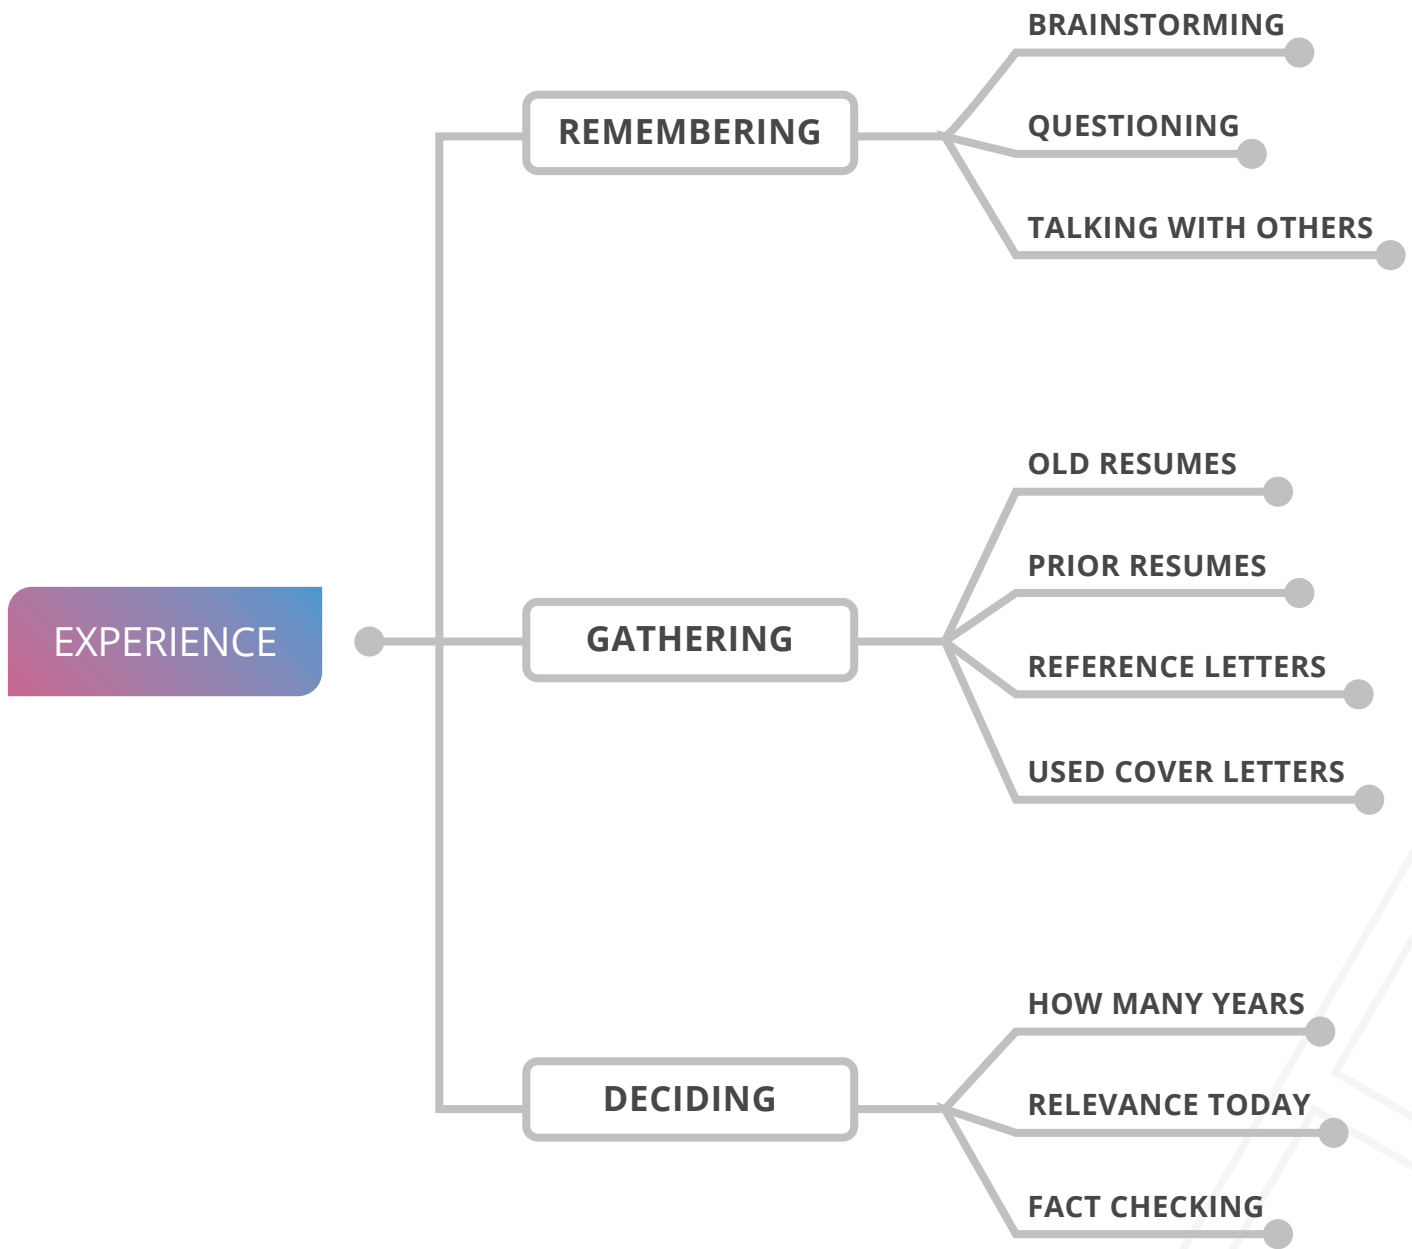 EXPERIENCE
REMEMBERING
BRAINSTORMING
QUESTIONING
TALKING WITH OTHERS
GATHERING
OLD RESUMES
PRIOR RESUMES
REFERENCE LETTERS
USED COVER LETTERS
DECIDING
HOW MANY YEARS
RELEVANCE TODAY
FACT CHECKING